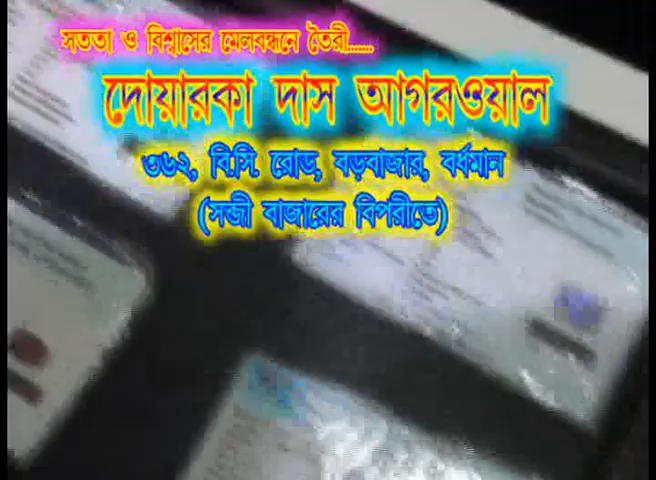 সততা ও বিশ্বাসের মেলবন্ধনে তৈরী......
দোয়ারকা দাস আগরওয়াল
৩৬২, বি.সি. রোড, বড়বাজার, বর্ধমান
(সব্জী বাজারের বিপরীতে)